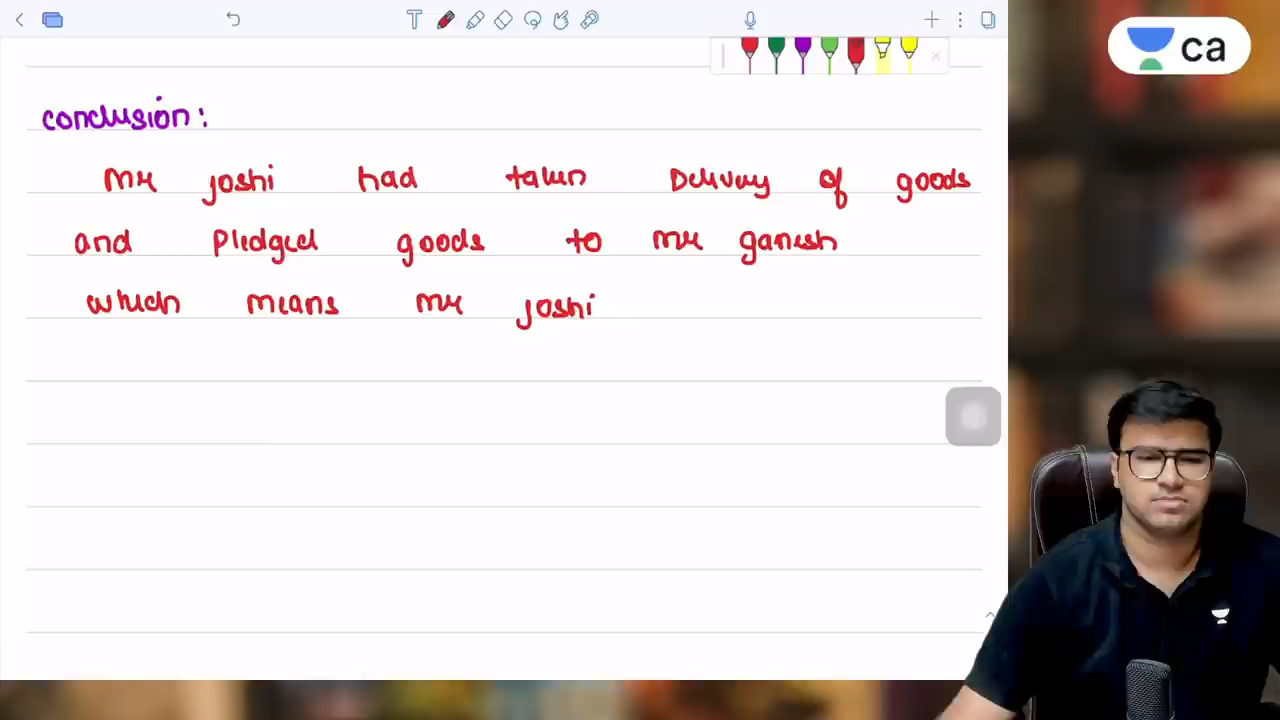 ca
conclusion:
Mr Joshi had taken Delivery of goods
and Pledged goods to Mr ganesh
which means Mr Joshi